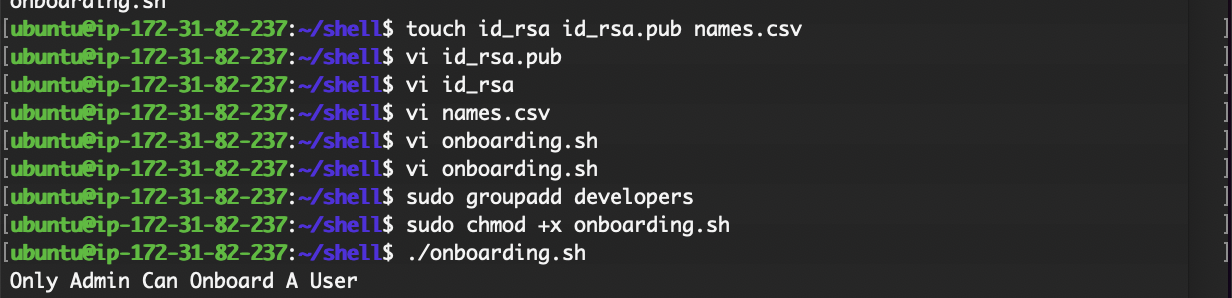 onboarding.sh
[ubuntu@ip-172-31-82-237:~/shell$ touch id_rsa id_rsa.pub names.csv ]
[ubuntu@ip-172-31-82-237:~/shell$ vi id_rsa.pub ]
[ubuntu@ip-172-31-82-237:~/shell$ vi id_rsa ]
[ubuntu@ip-172-31-82-237:~/shell$ vi names.csv ]
[ubuntu@ip-172-31-82-237:~/shell$ vi onboarding.sh ]
[ubuntu@ip-172-31-82-237:~/shell$ vi onboarding.sh ]
[ubuntu@ip-172-31-82-237:~/shell$ sudo groupadd developers ]
[ubuntu@ip-172-31-82-237:~/shell$ sudo chmod +x onboarding.sh ]
[ubuntu@ip-172-31-82-237:~/shell$ ./onboarding.sh ]
Only Admin Can Onboard A User